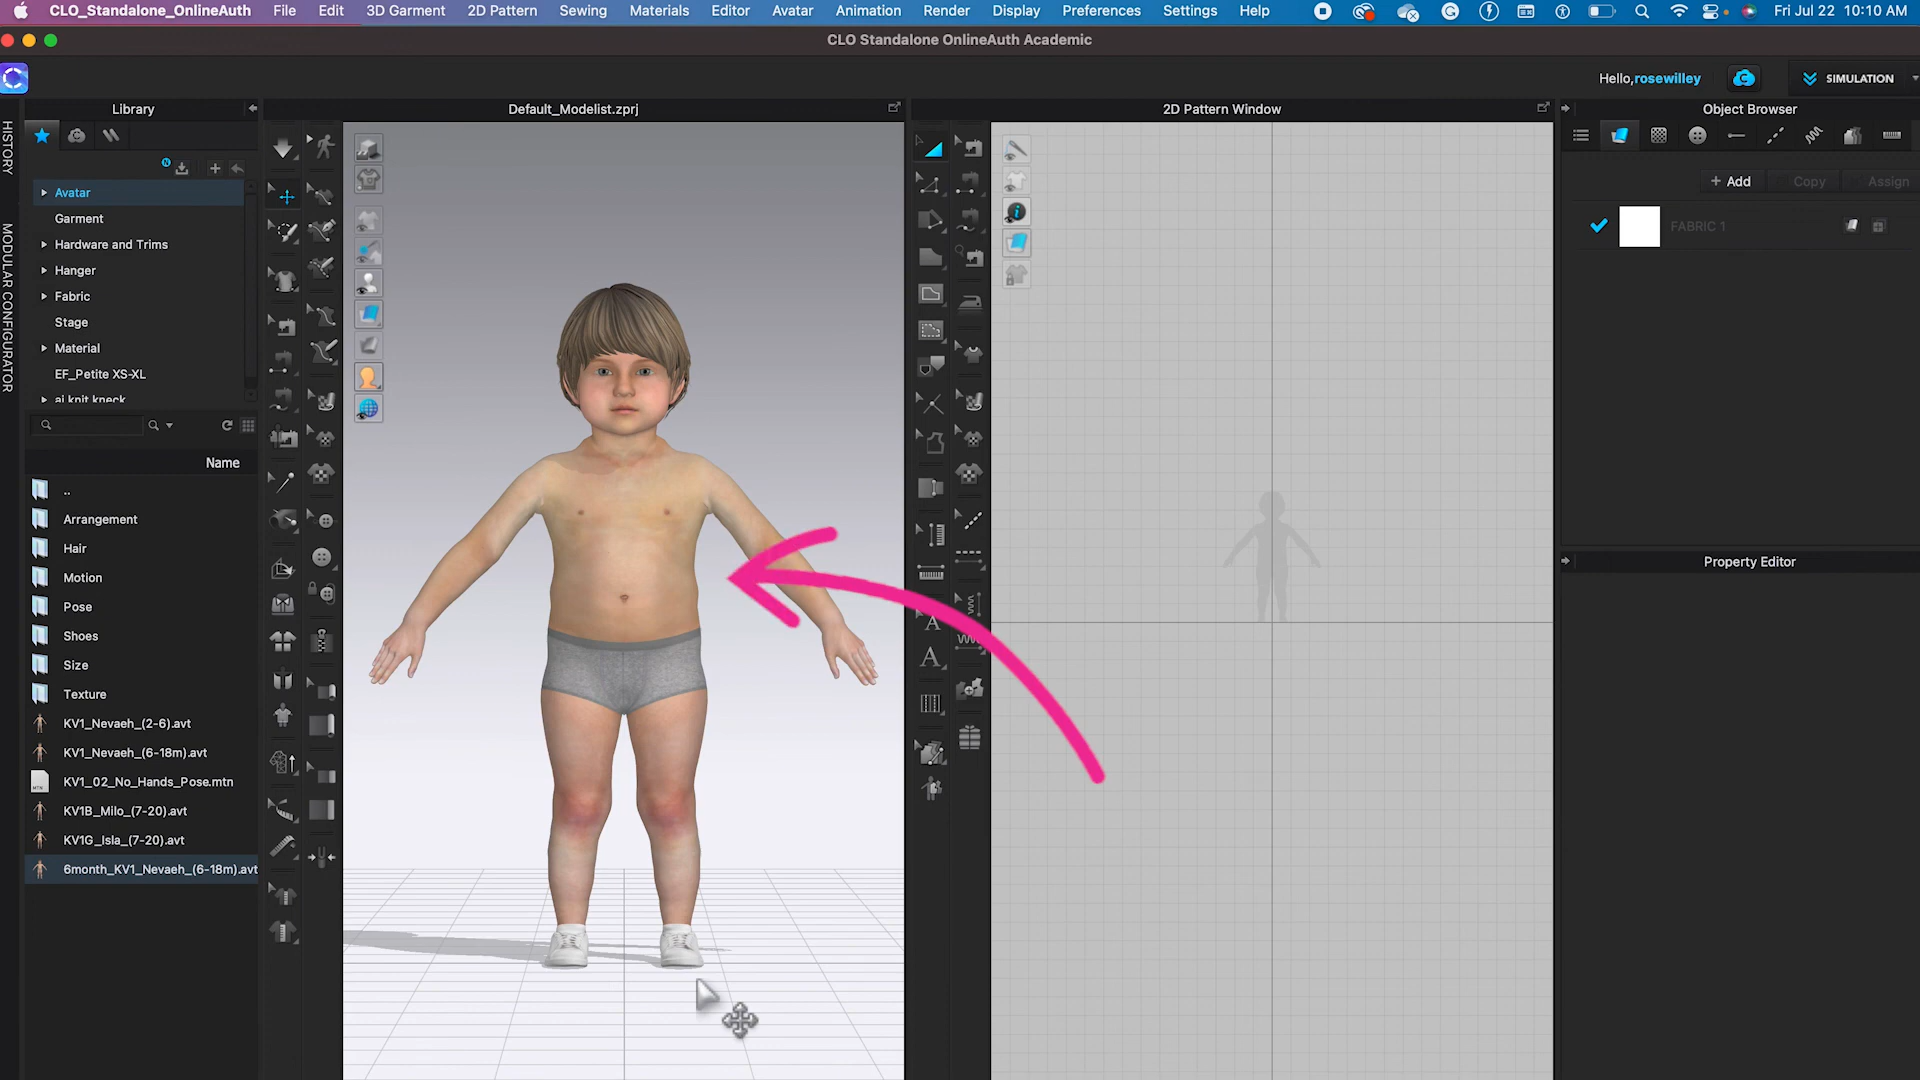 CLO_Standalone_OnlineAuth File Edit 3D Garment 2D Pattern Sewing Materials Editor Avatar Animation Render Display Preferences Settings Help Fri Jul 22 10:10 AM
CLO Standalone OnlineAuth Academic
Hello,rosewilley SIMULATION
Library Default_Modelist.zprj 2D Pattern Window Object Browser
HISTORY
MODULAR CONFIGURATOR
+ Add Copy Assign
FABRIC 1
Avatar
Garment
Hardware and Trims
Hanger
Fabric
Stage
Material
EF_Petite XS-XL
ai knit kneck
Name
..
Arrangement
Hair
Motion
Pose
Shoes
Size
Texture
KV1_Nevaeh_(2-6).avt
KV1_Nevaeh_(6-18m).avt
KV1_02_No_Hands_Pose.mtn
KV1B_Milo_(7-20).avt
KV1G_Isla_(7-20).avt
6month_KV1_Nevaeh_(6-18m).avt
Property Editor